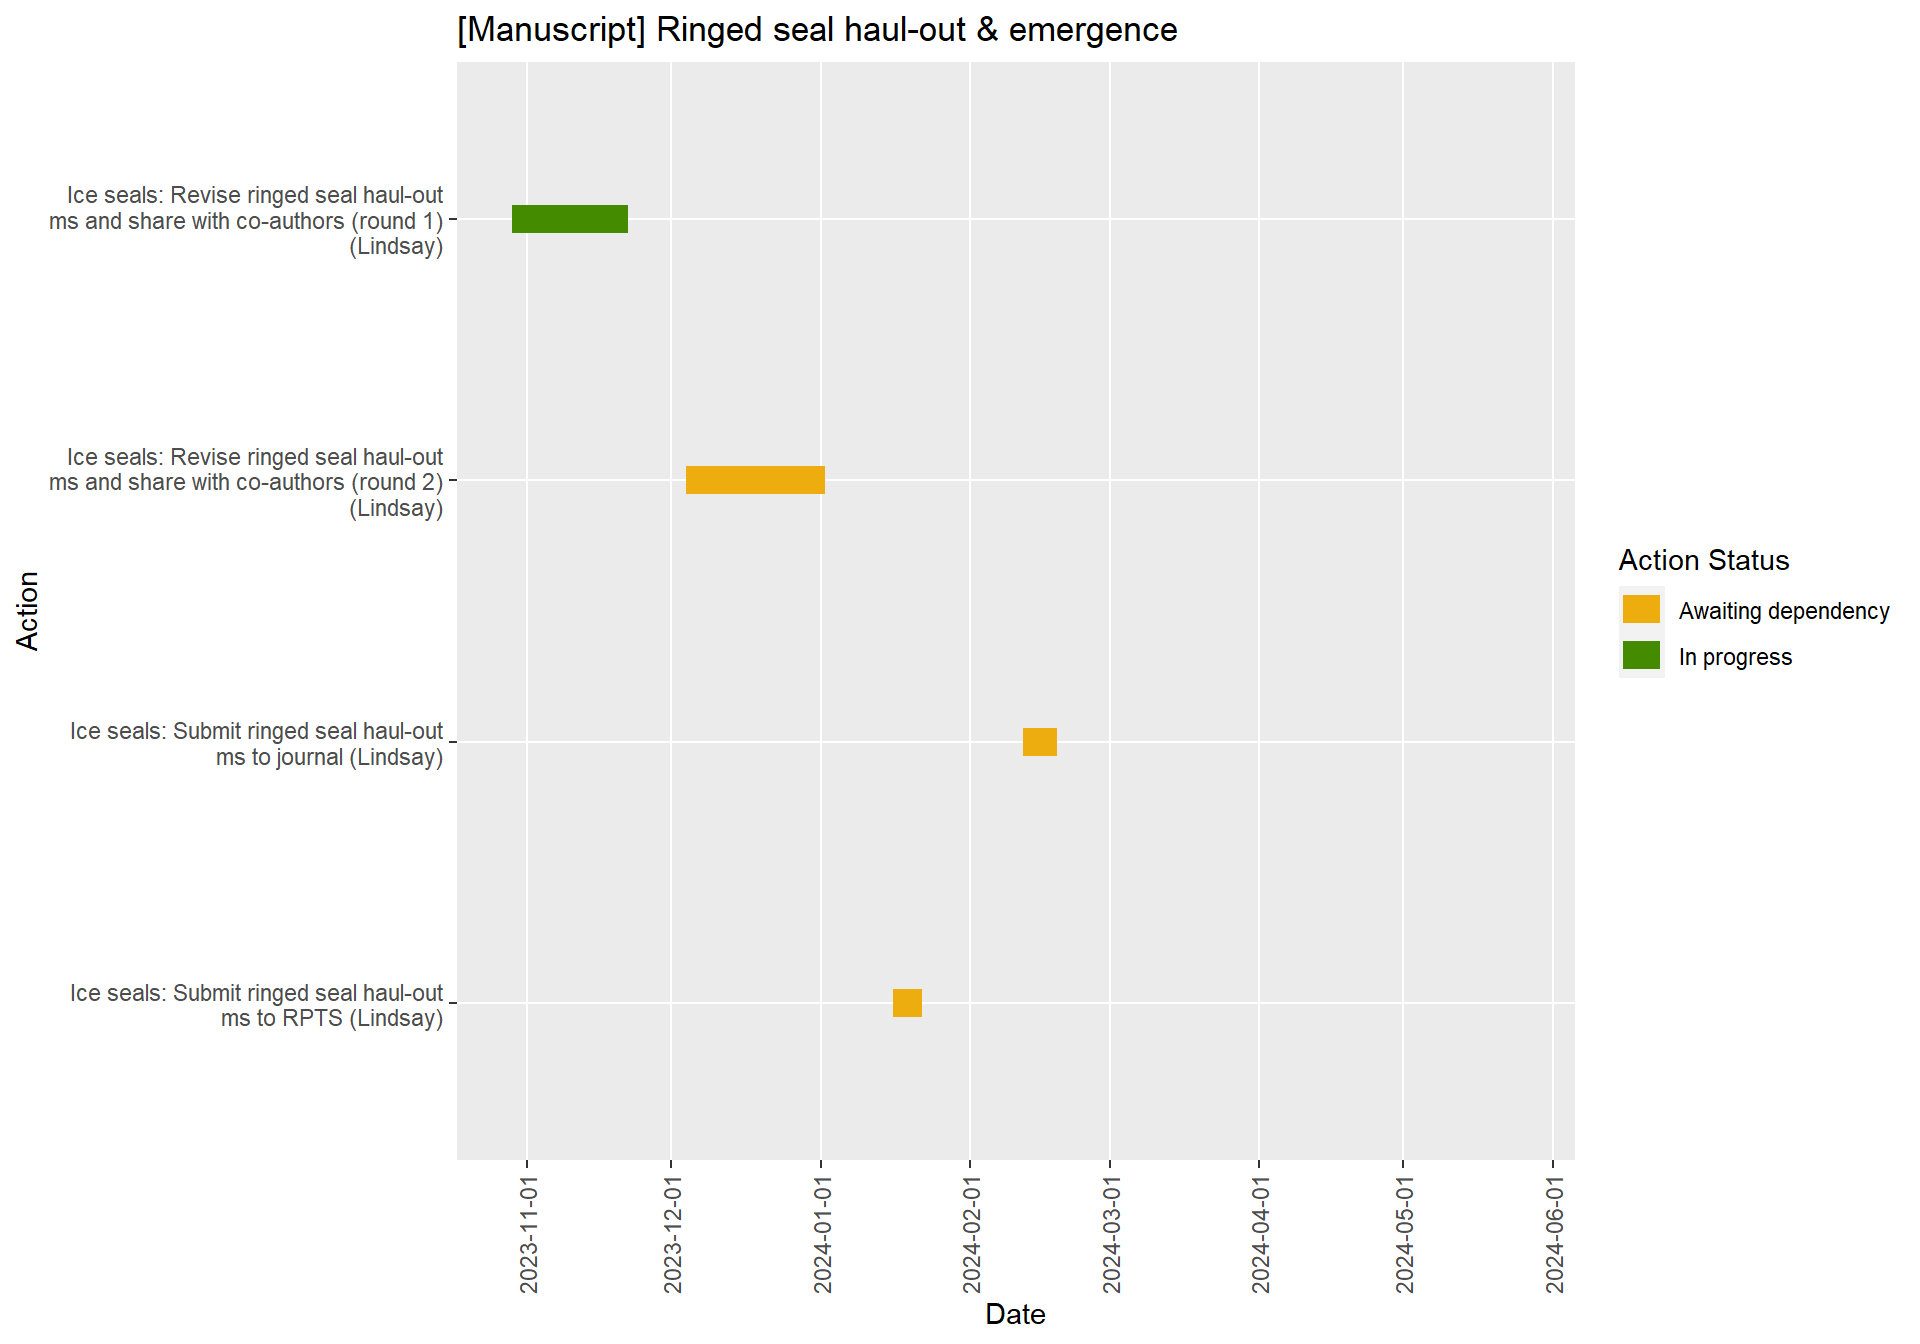 [Manuscript] Ringed seal haul-out & emergence
Ice seals: Revise ringed seal haul-out
ms and share with co-authors (round 1)
(Lindsay)
Ice seals: Revise ringed seal haul-out
ms and share with co-authors (round 2)
(Lindsay)
Ice seals: Submit ringed seal haul-out
ms to journal (Lindsay)
Ice seals: Submit ringed seal haul-out
ms to RPTS (Lindsay)
Action
2023-11-01
2023-12-01
2024-01-01
2024-02-01
2024-03-01
2024-04-01
2024-05-01
2024-06-01
Date
Action Status
Awaiting dependency
In progress